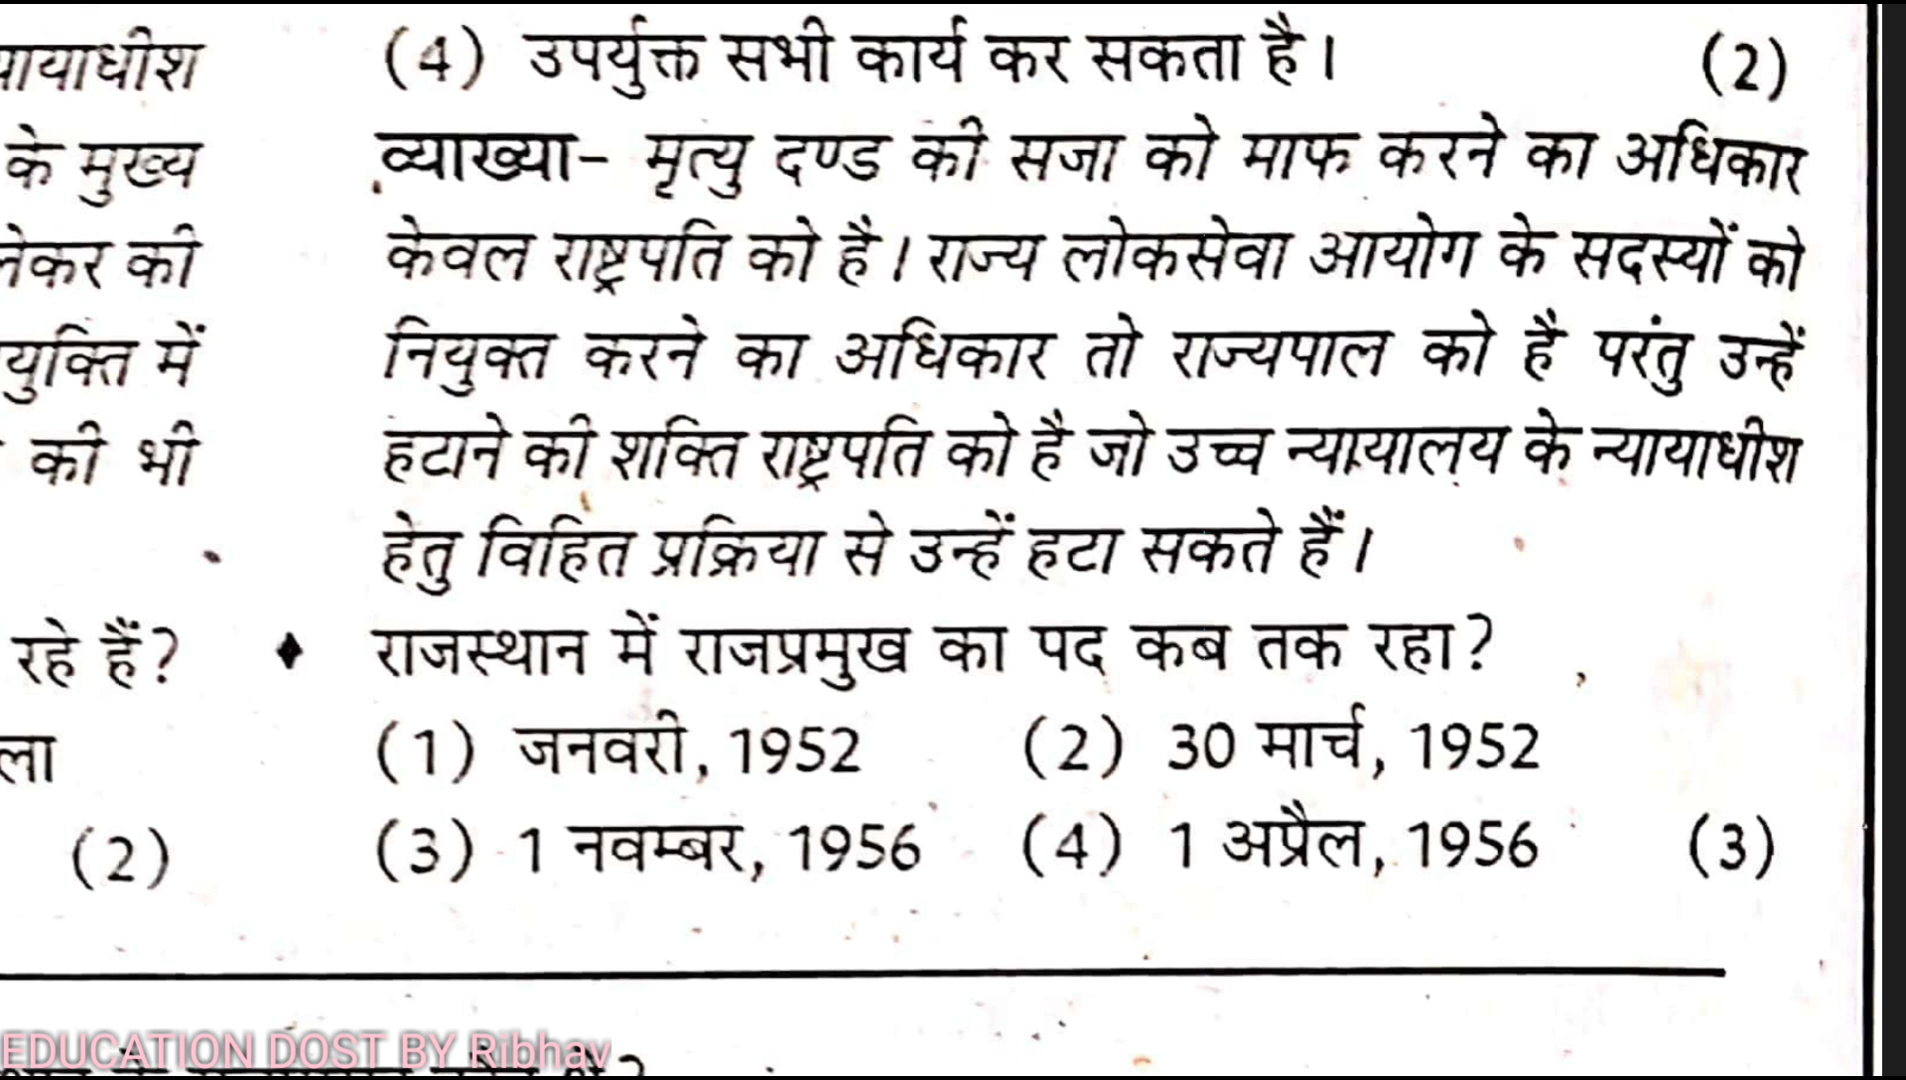 (4) उपर्युक्त सभी कार्य कर सकता है। (2)
व्याख्या- मृत्यु दण्ड की सजा को माफ करने का अधिकार
केवल राष्ट्रपति को है। राज्य लोकसेवा आयोग के सदस्यों को
नियुक्त करने का अधिकार तो राज्यपाल को है परंतु उन्हें
हटाने की शक्ति राष्ट्रपति को है जो उच्च न्यायालय के न्यायाधीश
हेतु विहित प्रक्रिया से उन्हें हटा सकते हैं।
♦ राजस्थान में राजप्रमुख का पद कब तक रहा?
(1) जनवरी, 1952 (2) 30 मार्च, 1952
(3) 1 नवम्बर, 1956 (4) 1 अप्रैल, 1956 (3)
के मुख्य
की
में
की भी
रहे हैं?
(2)
EDUCATION DOST BY Ribhav